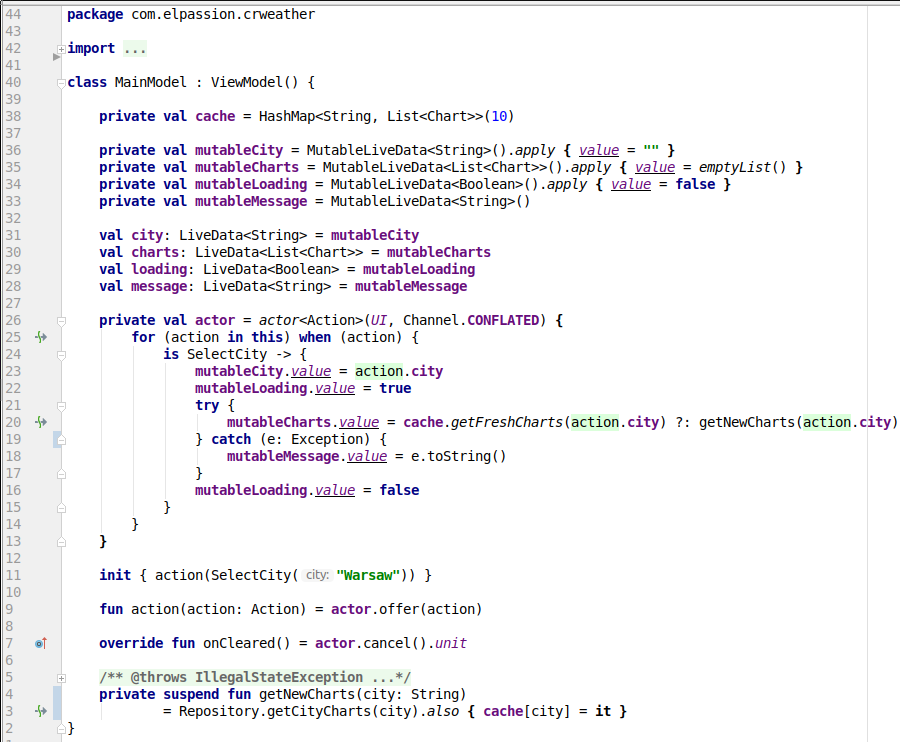 44 package com.elpassion.crweather
43
42 import ...
41
40 class MainModel : ViewModel() {
39
38     private val cache = HashMap<String, List<Chart>>(10)
37
36     private val mutableCity = MutableLiveData<String>().apply { value = "" }
35     private val mutableCharts = MutableLiveData<List<Chart>>().apply { value = emptyList() }
34     private val mutableLoading = MutableLiveData<Boolean>().apply { value = false }
33     private val mutableMessage = MutableLiveData<String>()
32
31     val city: LiveData<String> = mutableCity
30     val charts: LiveData<List<Chart>> = mutableCharts
29     val loading: LiveData<Boolean> = mutableLoading
28     val message: LiveData<String> = mutableMessage
27
26     private val actor = actor<Action>(UI, Channel.CONFLATED) {
25         for (action in this) when (action) {
24             is SelectCity -> {
23                 mutableCity.value = action.city
22                 mutableLoading.value = true
21                 try {
20                     mutableCharts.value = cache.getFreshCharts(action.city) ?: getNewCharts(action.city)
19                 } catch (e: Exception) {
18                     mutableMessage.value = e.toString()
17                 }
16                 mutableLoading.value = false
15             }
14         }
13     }
12
11     init { action(SelectCity( city: "Warsaw")) }
10
9     fun action(action: Action) = actor.offer(action)
8
7     override fun onCleared() = actor.cancel().unit
6
5     /** @throws IllegalStateException ...*/
4     private suspend fun getNewCharts(city: String)
3             = Repository.getCityCharts(city).also { cache[city] = it }
2 }